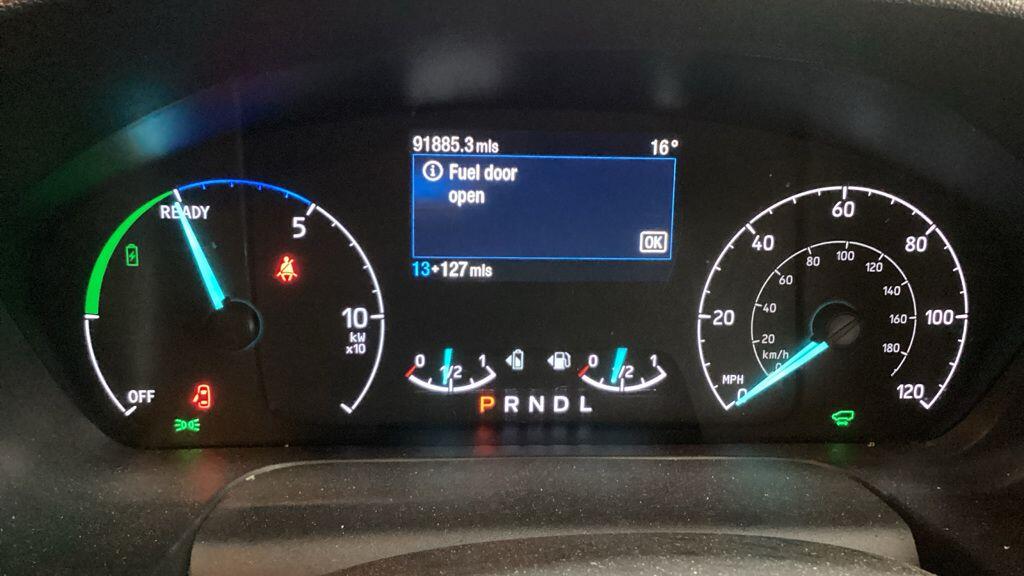 91885.3 mls 16°
Fuel door
open
OK
13+127 mls
READY
5
10
kW
x10
OFF
0 1/2 1
0 1/2 1
P R N D L
0
20
40
60
80
100
120
MPH
0
20
40
60
80
100
120
140
160
180
km/h